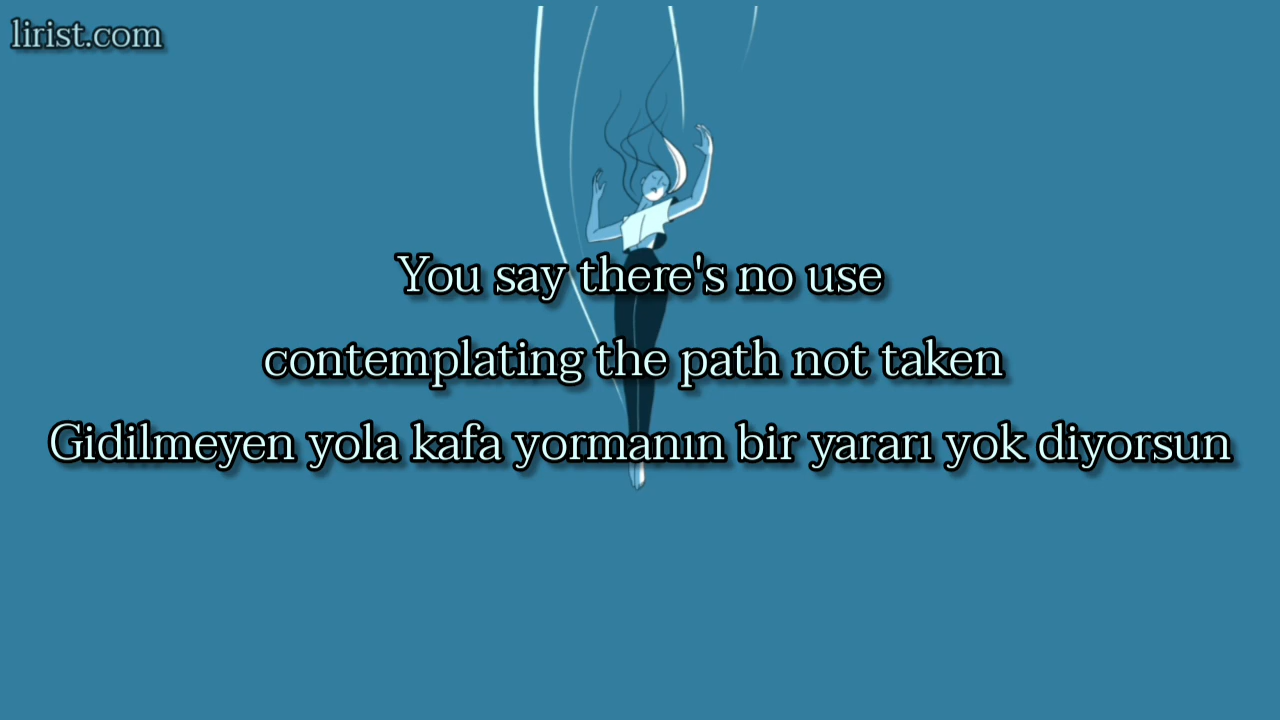 lirist.com
You say there's no use
contemplating the path not taken
Gidilmeyen yola kafa yormanın bir yararı yok diyorsun